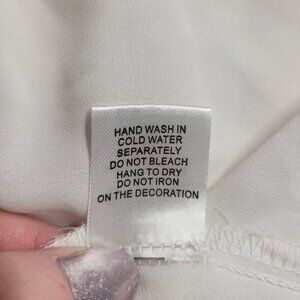 HAND WASH IN
COLD WATER
SEPARATELY
DO NOT BLEACH
HANG TO DRY
DO NOT IRON
ON THE DECORATION